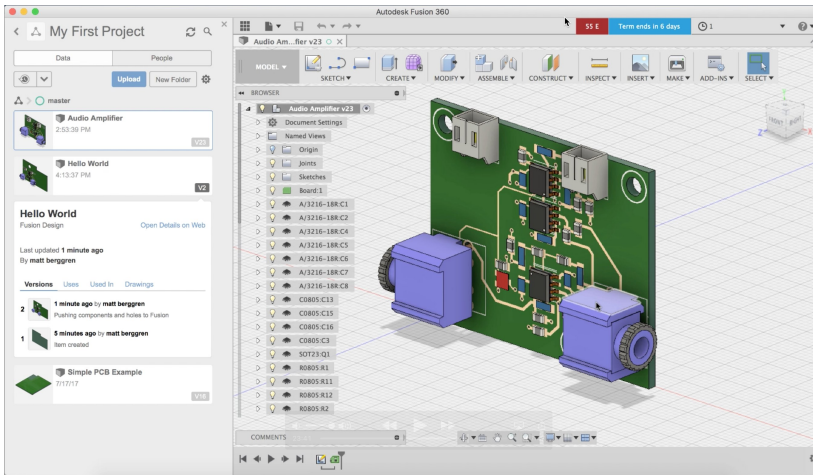 Autodesk Fusion 360
My First Project
55 E
Term ends in 6 days
1
Data
People
Upload
New Folder
master
Audio Amplifier
2:53:39 PM
V23
Hello World
4:13:37 PM
V2
Hello World
Fusion Design
Open Details on Web
Last updated 1 minute ago
By matt berggren
Versions Uses Used In Drawings
2
1 minute ago by matt berggren
Pushing components and holes to Fusion
1
5 minutes ago by matt berggren
Item created
Simple PCB Example
7/17/17
V18
Audio Am...fier v23
MODEL
SKETCH
CREATE
MODIFY
ASSEMBLE
CONSTRUCT
INSPECT
INSERT
MAKE
ADD-INS
SELECT
BROWSER
Audio Amplifier v23
Document Settings
Named Views
Origin
Joints
Sketches
Board:1
A/3216-18R:C1
A/3216-18R:C2
A/3216-18R:C4
A/3216-18R:C5
A/3216-18R:C6
A/3216-18R:C7
A/3216-18R:C8
C0805:C13
C0805:C15
C0805:C16
C0805:C3
SOT23:Q1
R0805:R1
R0805:R11
R0805:R12
R0805:R2
COMMENTS
FRONT
RIGHT
Z
X